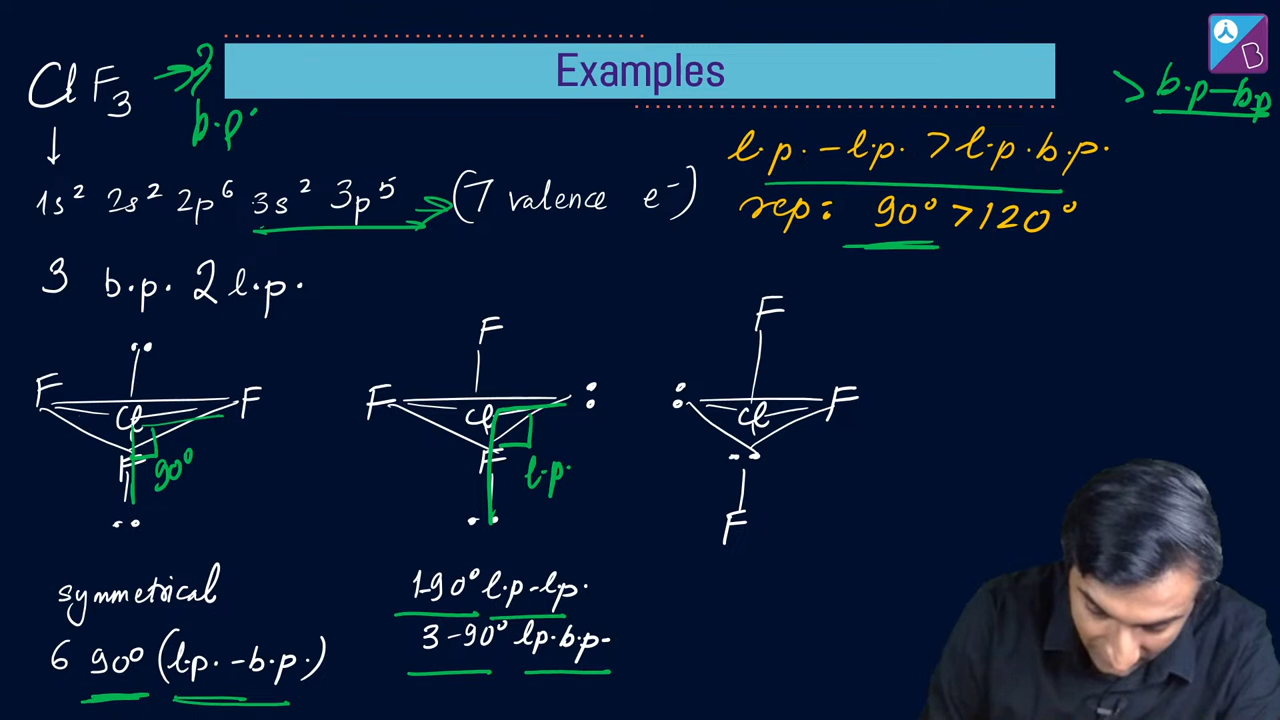 Examples
ClF3 → 3
b.p.
> b.p-b.p
l.p.-l.p. > l.p.b.p.
↓
1s² 2s² 2p⁶ 3s² 3p⁵ → (7 valence e⁻)
rep: 90° > 120°
3 b.p. 2 l.p.
F Cl F
F
90°
F
F Cl :
F
l.p.
F
: Cl F
F
symmetrical
6 90° (l.p.-b.p.)
1-90° l.p-l.p.
3-90° l.p.b.p-
B